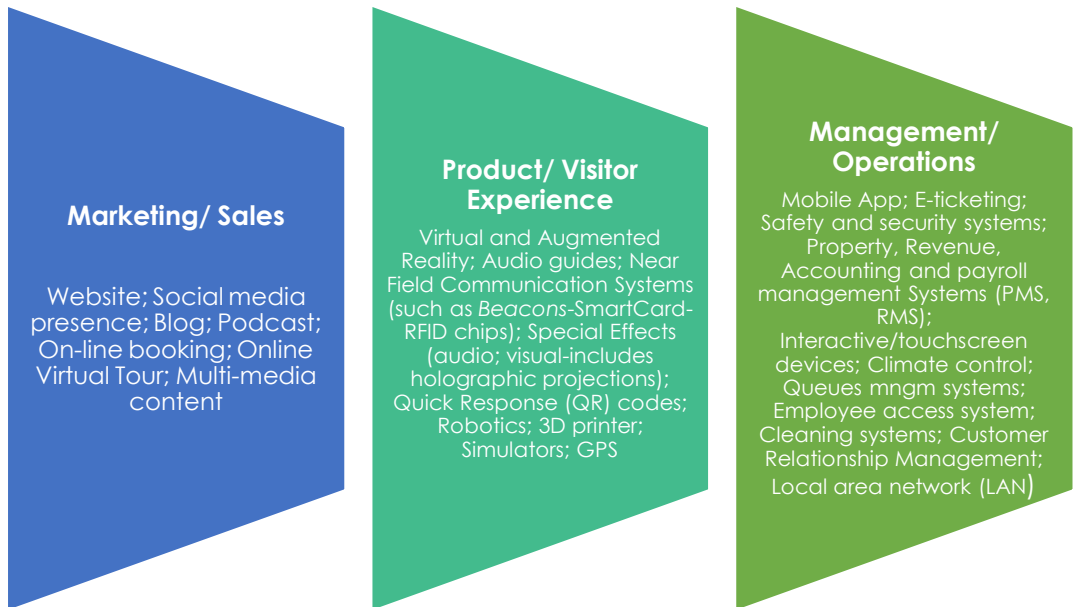 Marketing/ Sales
Website; Social media
presence; Blog; Podcast;
On-line booking; Online
Virtual Tour; Multi-media
content
Product/ Visitor
Experience
Virtual and Augmented
Reality; Audio guides; Near
Field Communication Systems
(such as Beacons-SmartCard-
RFID chips); Special Effects
(audio; visual-includes
holographic projections);
Quick Response (QR) codes;
Robotics; 3D printer;
Simulators; GPS
Management/
Operations
Mobile App; E-ticketing;
Safety and security systems;
Property, Revenue,
Accounting and payroll
management Systems (PMS,
RMS);
Interactive/touchscreen
devices; Climate control;
Queues mngm systems;
Employee access system;
Cleaning systems; Customer
Relationship Management;
Local area network (LAN)